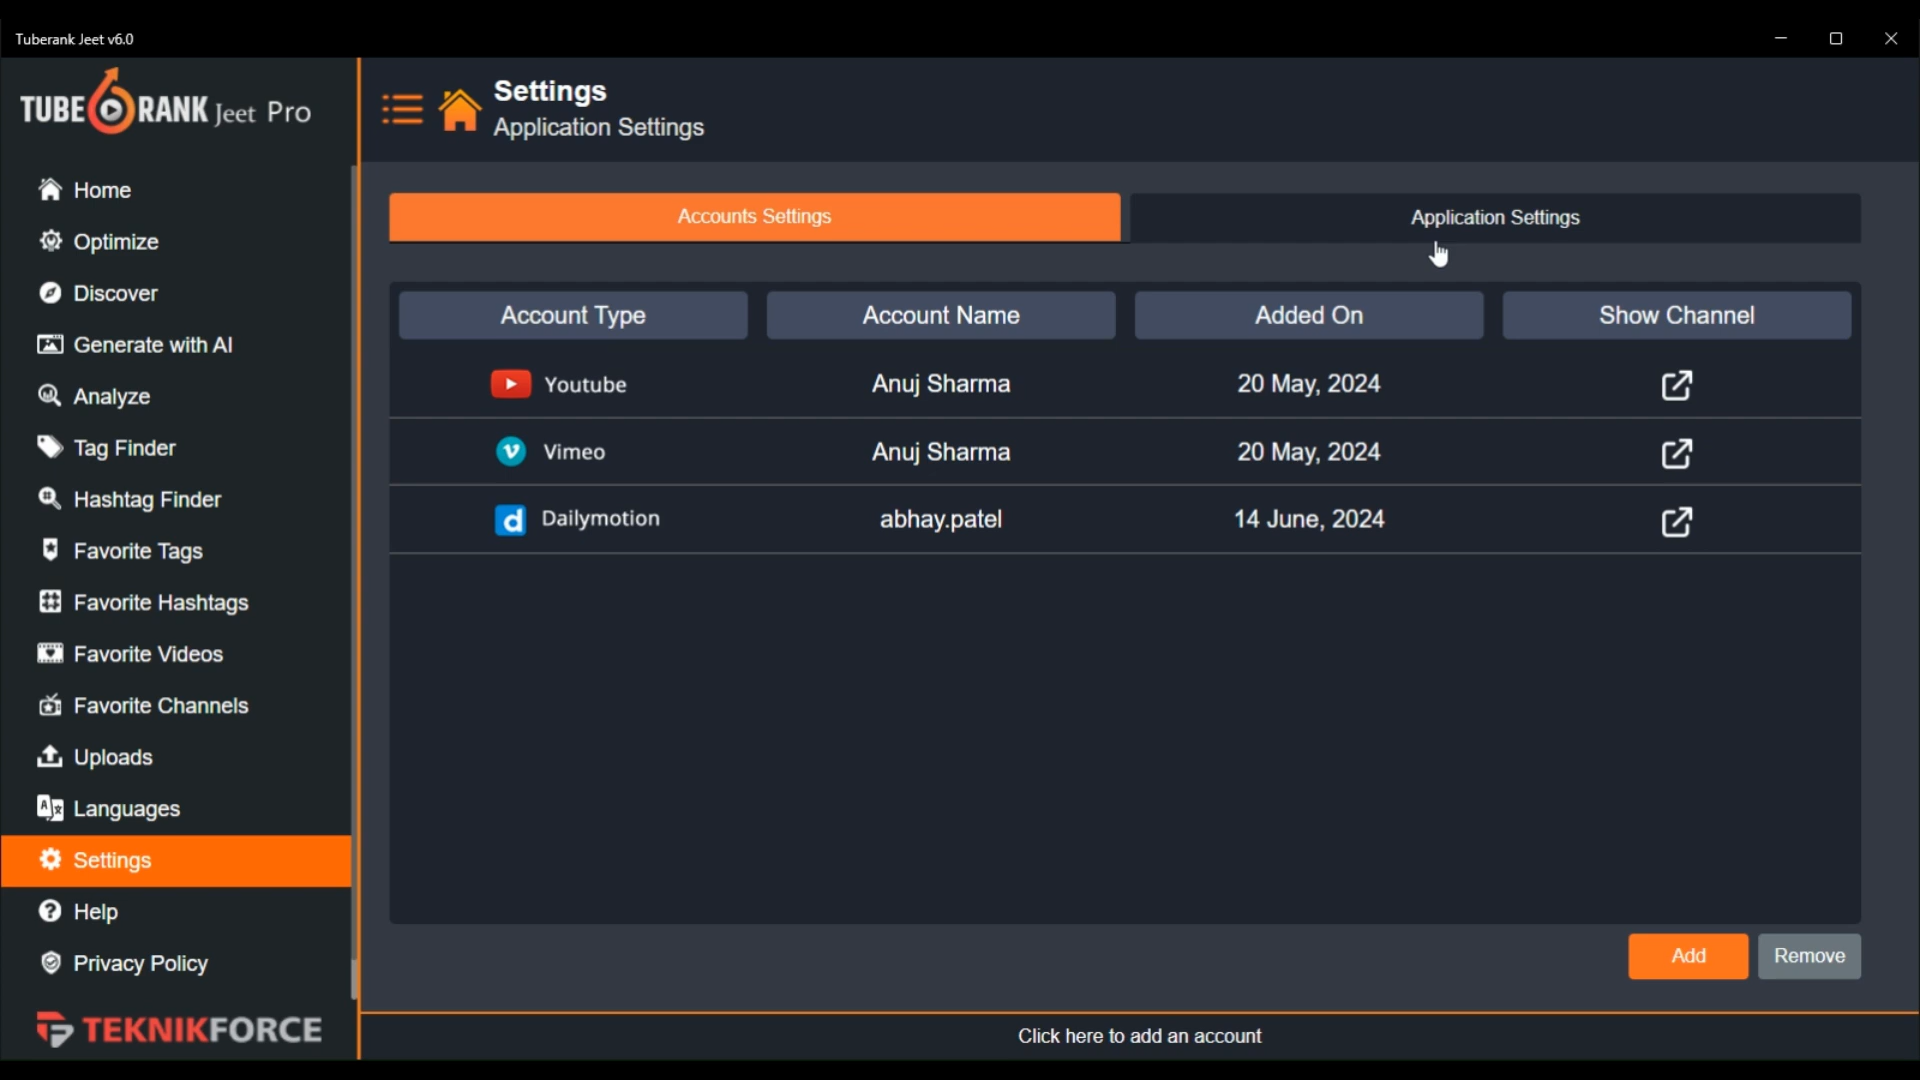 Tuberank Jeet v6.0
TUBE RANK Jeet Pro
Settings
Application Settings
Home
Optimize
Discover
Generate with AI
Analyze
Tag Finder
Hashtag Finder
Favorite Tags
Favorite Hashtags
Favorite Videos
Favorite Channels
Uploads
Languages
Settings
Help
Privacy Policy
TEKNIKFORCE
Accounts Settings Application Settings
Account Type Account Name Added On Show Channel
Youtube Anuj Sharma 20 May, 2024
Vimeo Anuj Sharma 20 May, 2024
Dailymotion abhay.patel 14 June, 2024
Add Remove
Click here to add an account